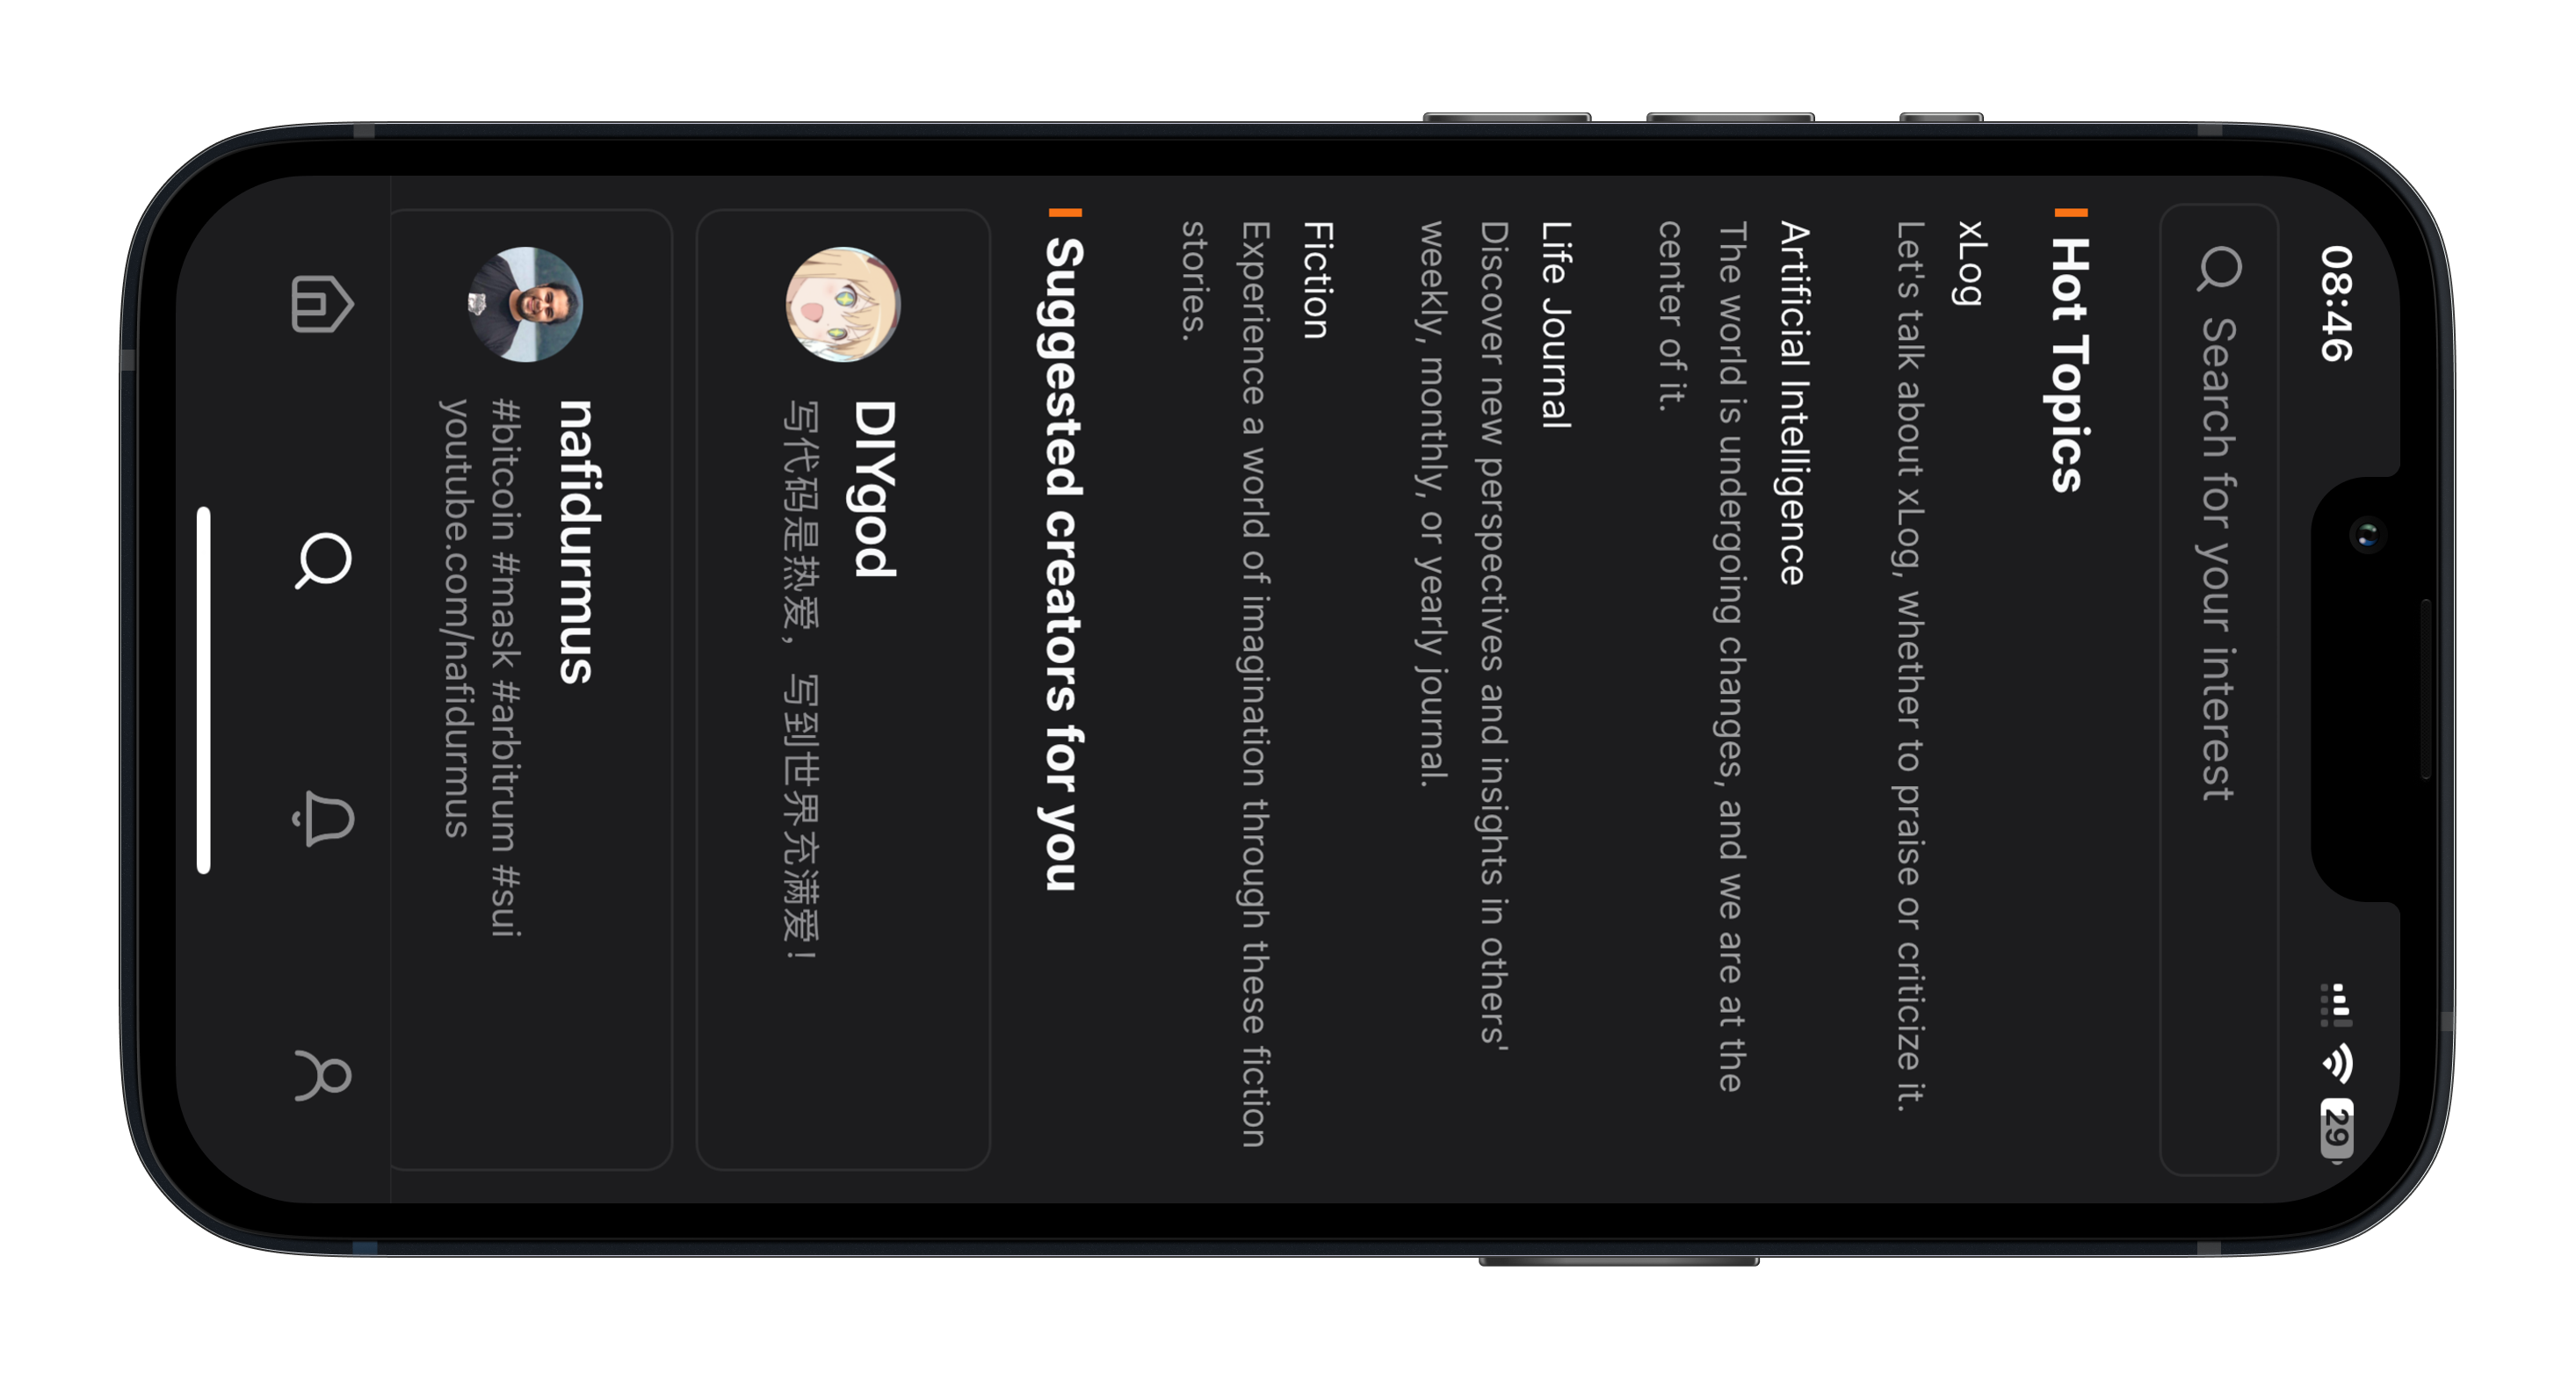 08:46
29
Search for your interest
Hot Topics
xLog
Let's talk about xLog, whether to praise or criticize it.
Artificial Intelligence
The world is undergoing changes, and we are at the
center of it.
Life Journal
Discover new perspectives and insights in others'
weekly, monthly, or yearly journal.
Fiction
Experience a world of imagination through these fiction
stories.
Suggested creators for you
DIYgod
写代码是热爱，写到世界充满爱！
nafidurmus
#bitcoin #mask #arbitrum #sui
youtube.com/nafidurmus